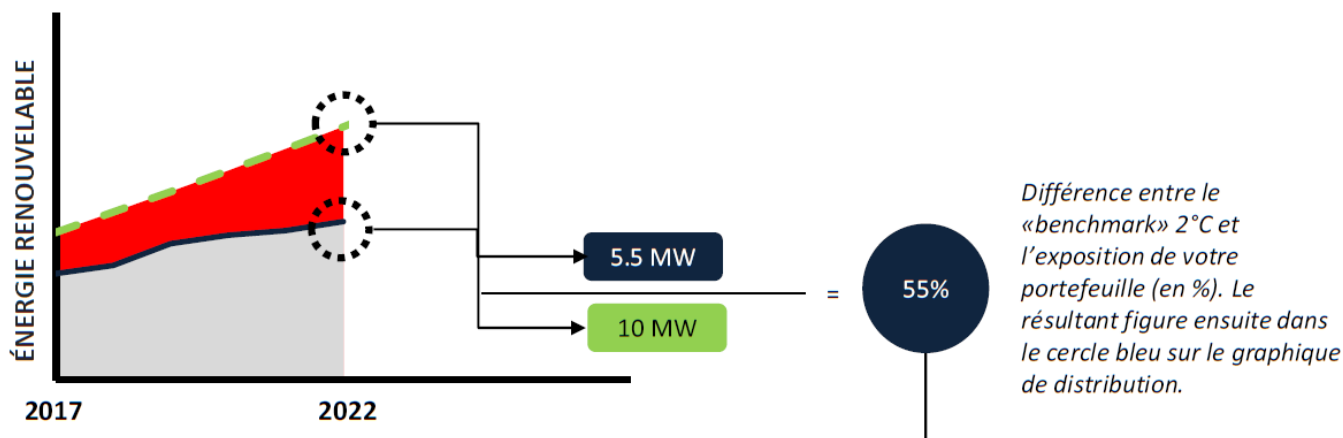 ÉNERGIE RENOUVELABLE
2017
2022
5.5 MW
10 MW
=
55%
Différence entre le
«benchmark» 2°C et
l’exposition de votre
portefeuille (en %). Le
résultant figure ensuite dans
le cercle bleu sur le graphique
de distribution.